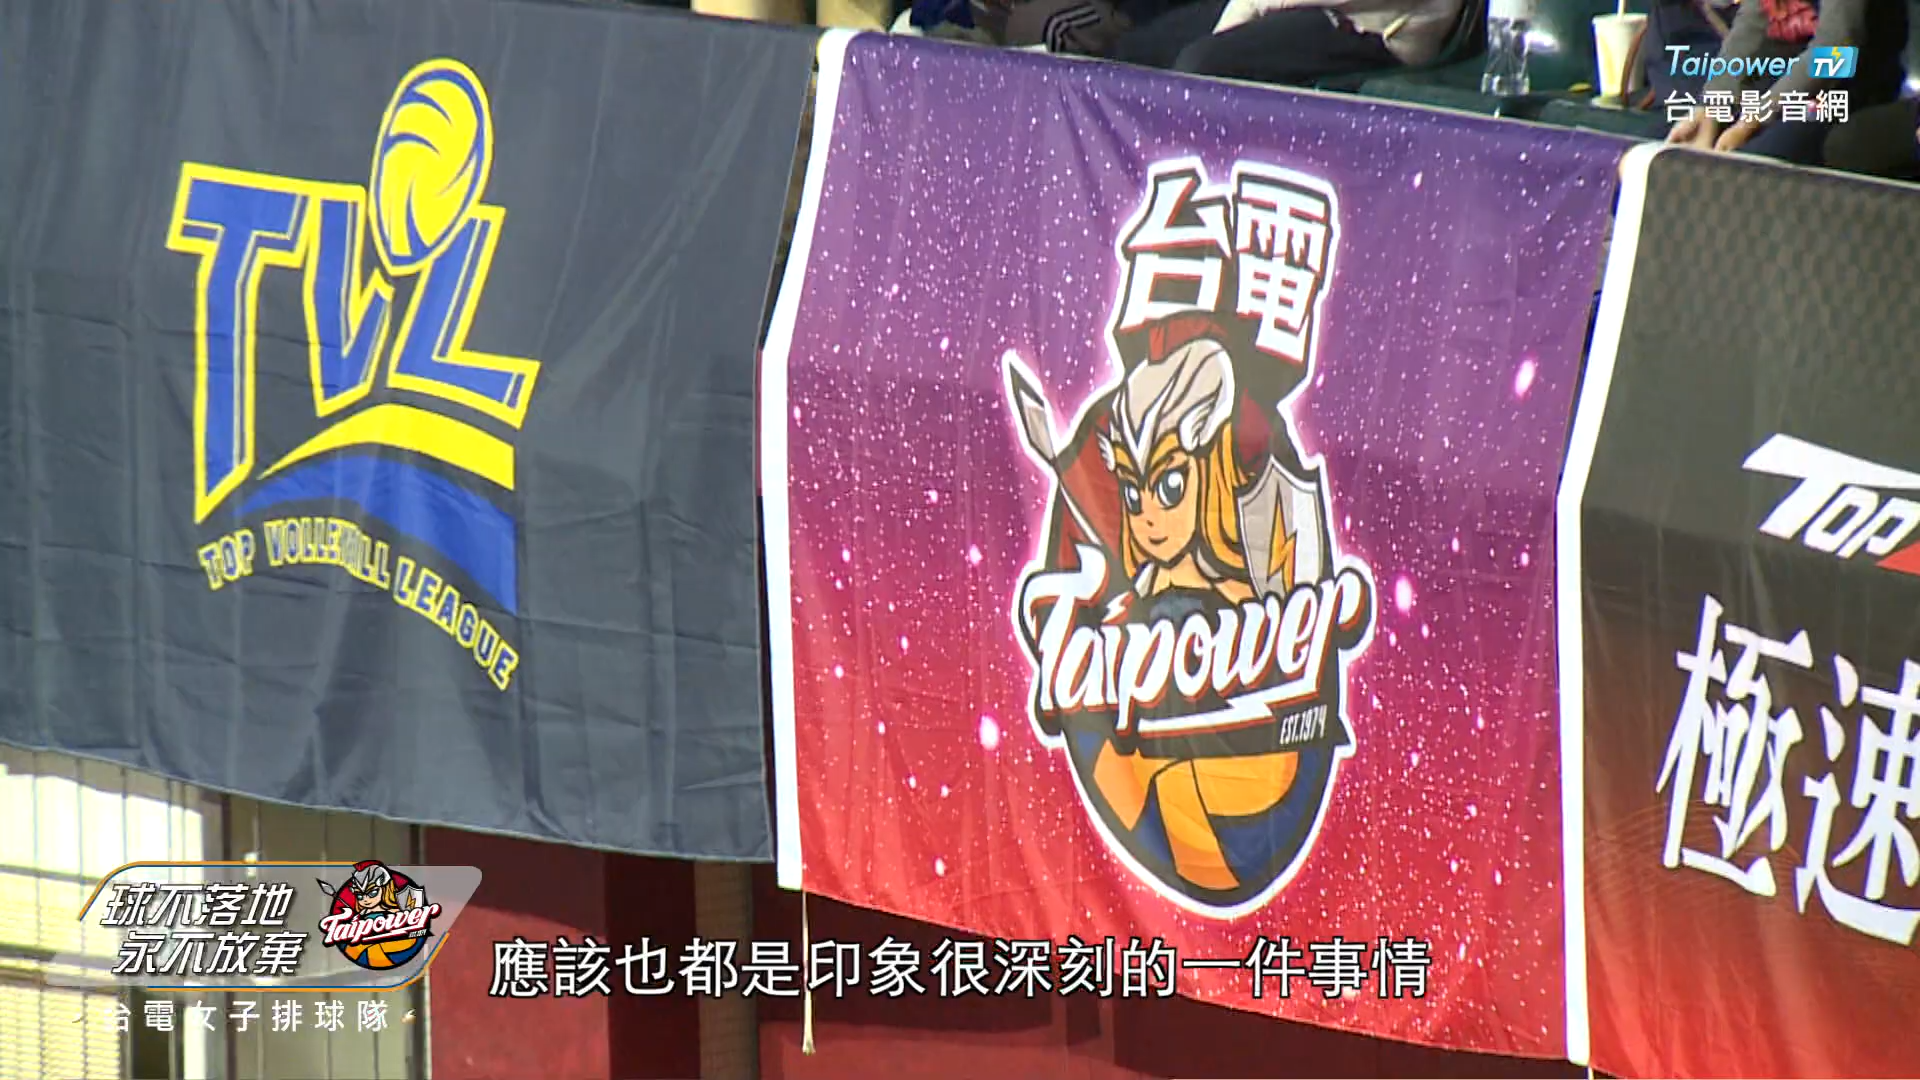 Taipower TV
台電影音網
TVL
TOP VOLLEYBALL LEAGUE
台電
Taipower
EST.1974
TOP
極速
球不落地
永不放棄
Taipower
台電女子排球隊
應該也都是印象很深刻的一件事情